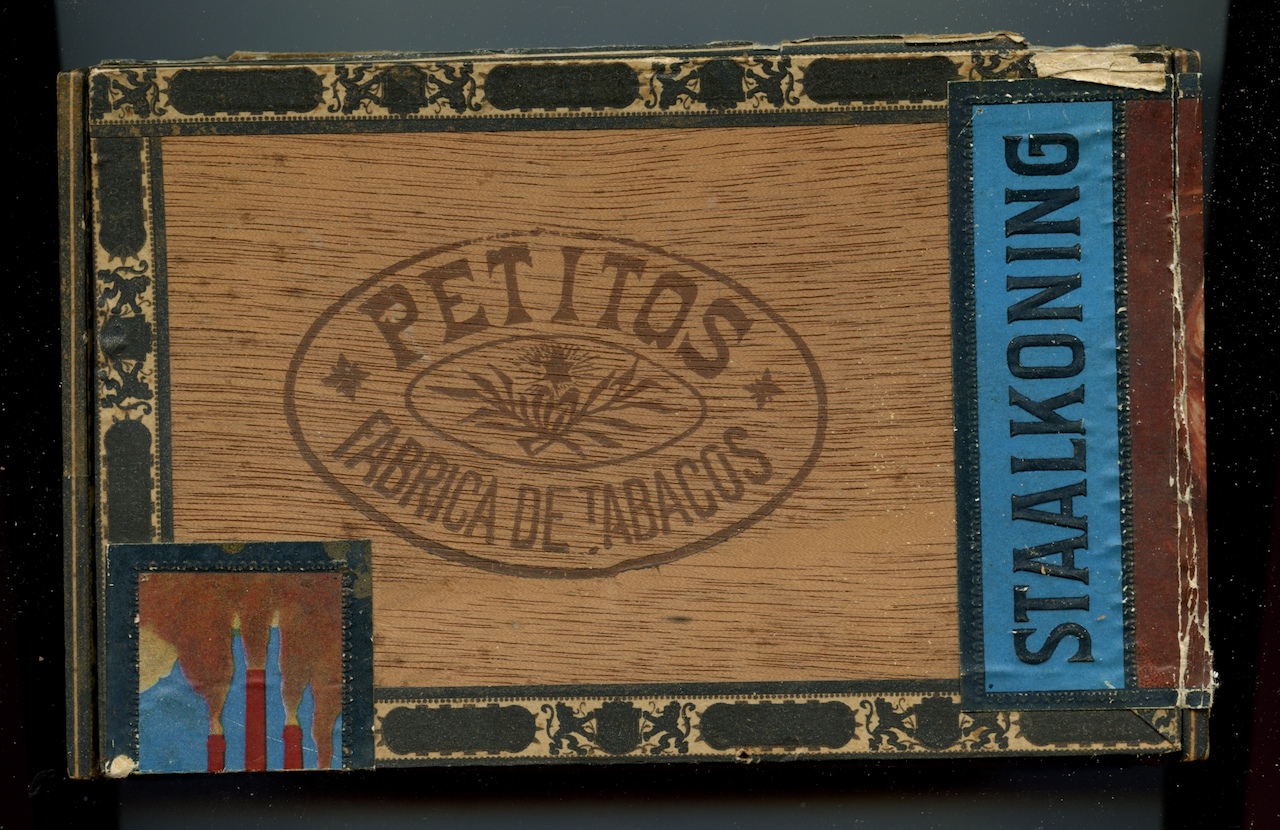 PETITOS
FABRICA DE TABACOS
STAALKONING